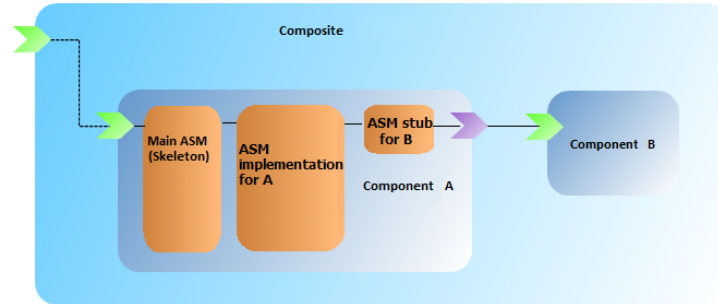 Composite
Main ASM
(Skeleton)
ASM
implementation
for A
ASM stub
for B
Component A
Component B